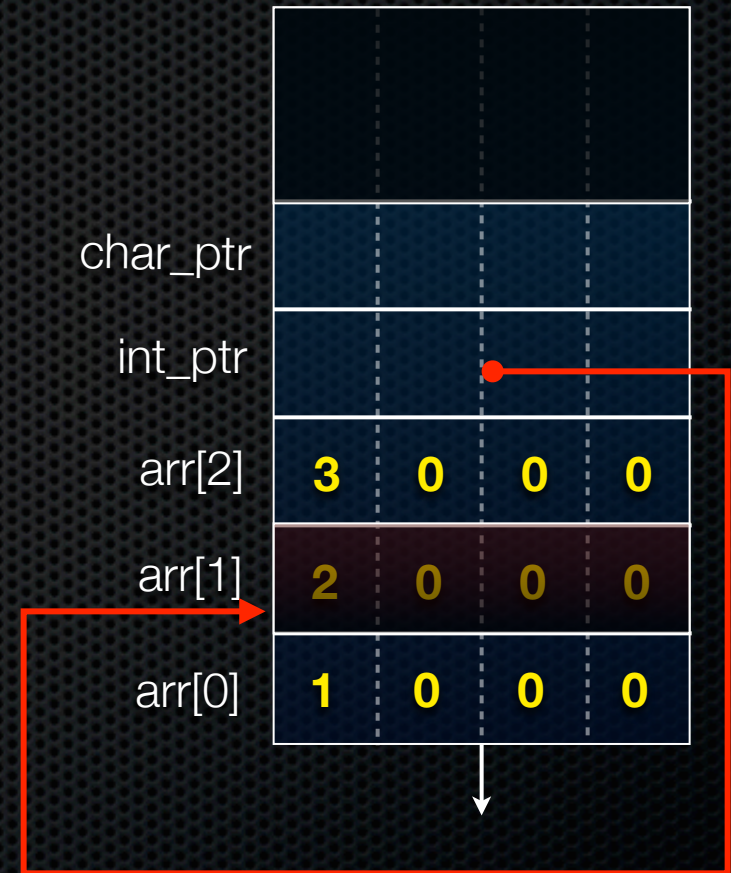 char_ptr
int_ptr
arr[2] 3 0 0 0
arr[1] 2 0 0 0
arr[0] 1 0 0 0